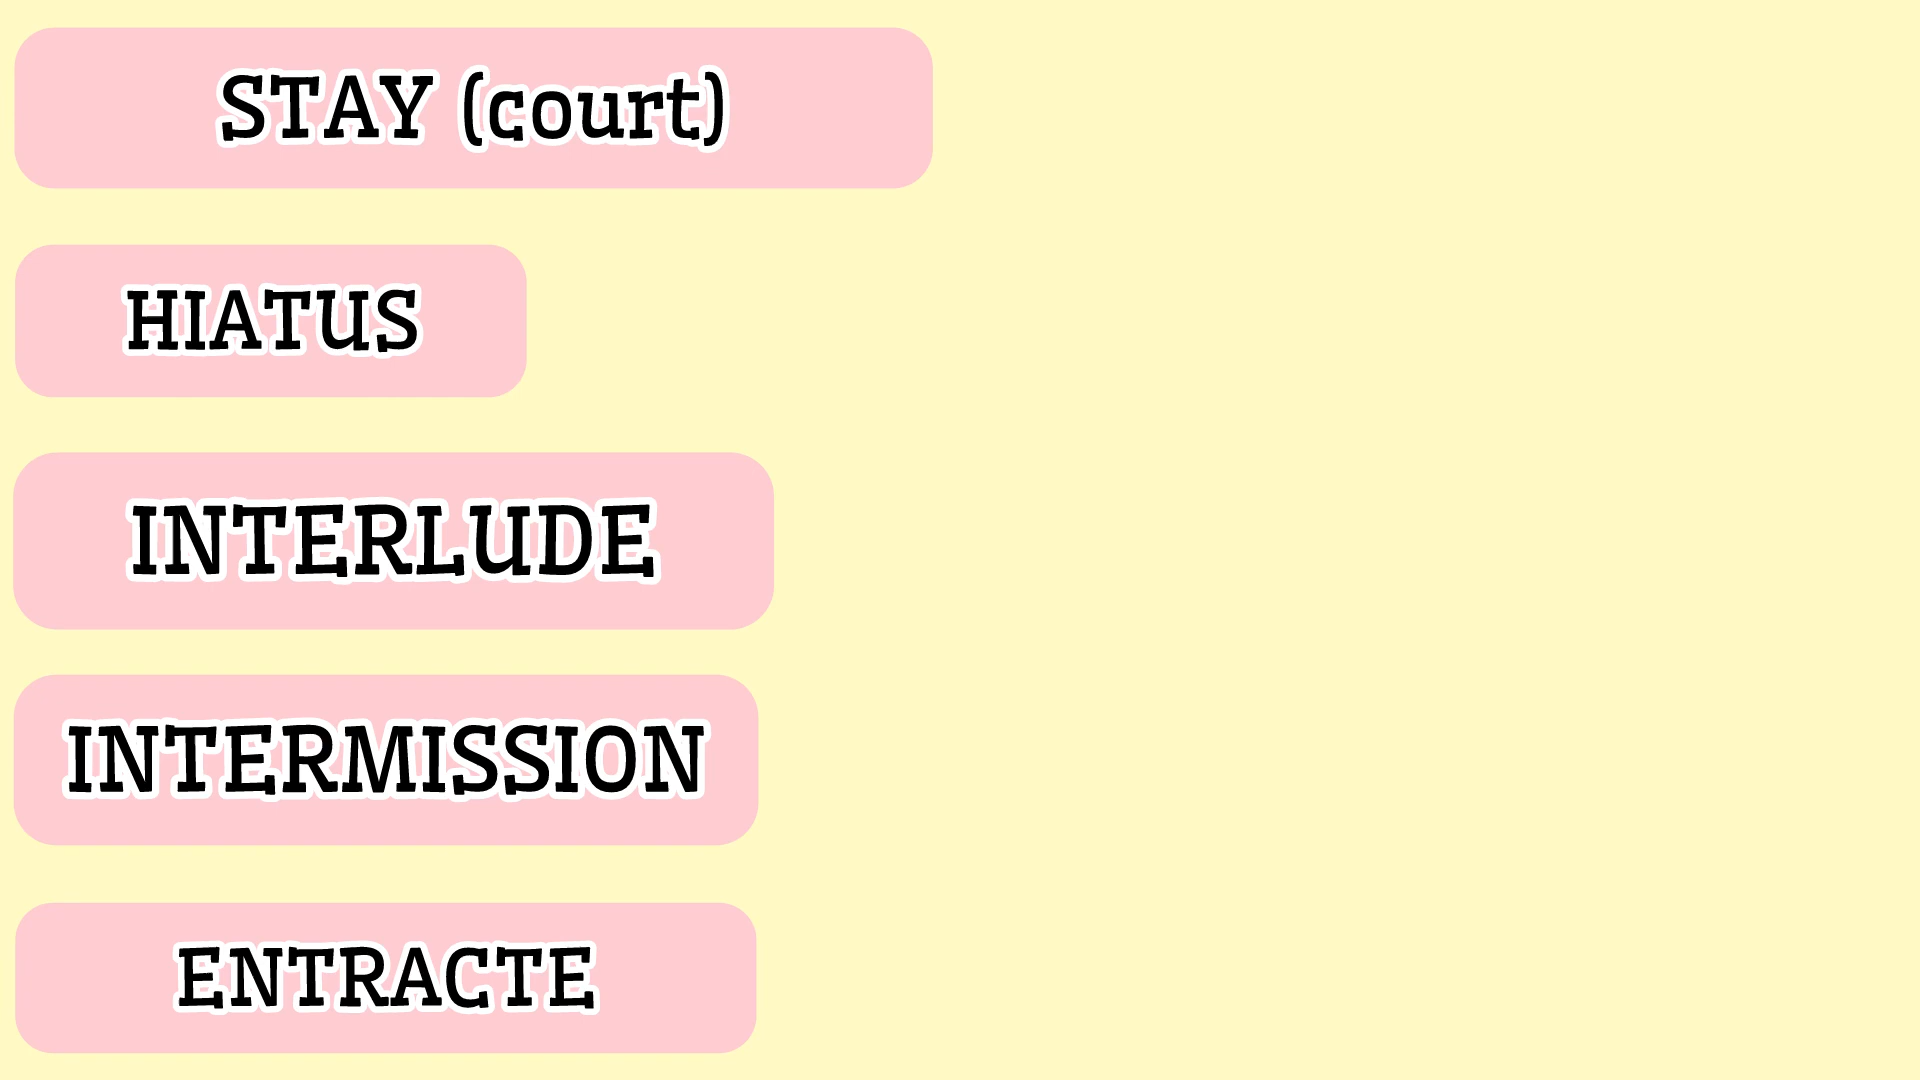 STAY (court)
HIATUS
INTERLUDE
INTERMISSION
ENTRACTE